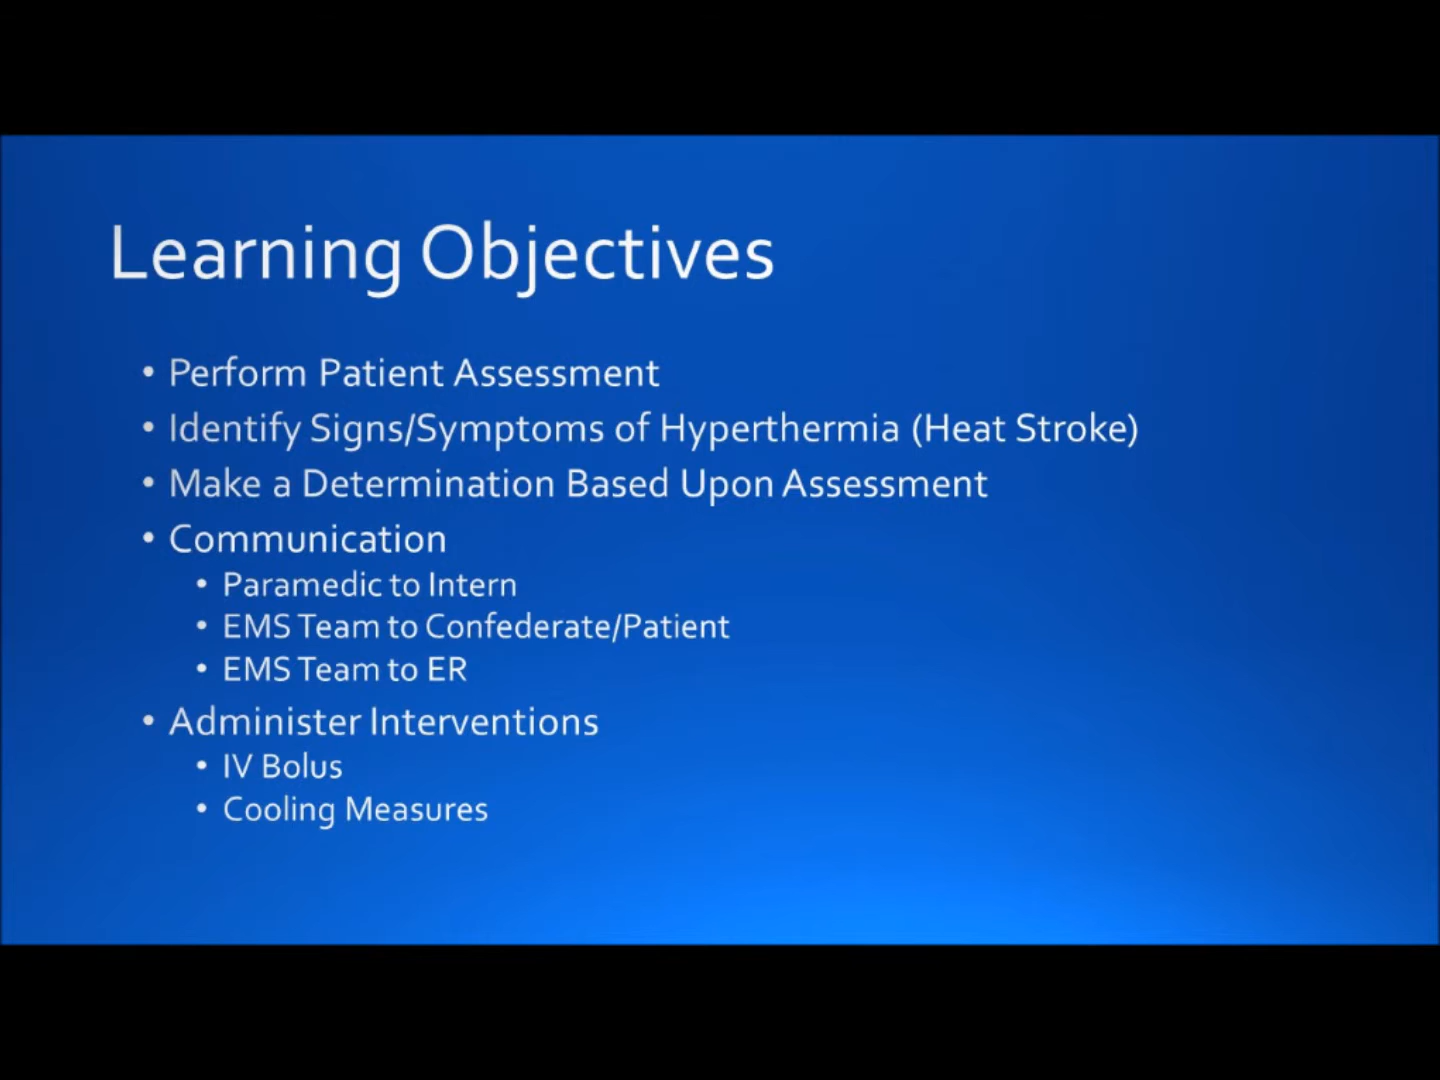 Learning Objectives
• Perform Patient Assessment
• Identify Signs/Symptoms of Hyperthermia (Heat Stroke)
• Make a Determination Based Upon Assessment
• Communication
• Paramedic to Intern
• EMS Team to Confederate/Patient
• EMS Team to ER
• Administer Interventions
• IV Bolus
• Cooling Measures